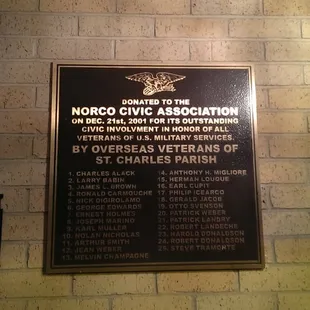 DONATED TO THE
NORCO CIVIC ASSOCIATION
ON DEC. 21st, 2001 FOR ITS OUTSTANDING
CIVIC INVOLVMENT IN HONOR OF ALL
VETERANS OF U.S. MILITARY SERVICES.
BY OVERSEAS VETERANS OF
ST. CHARLES PARISH
1. CHARLES ALACK
2. LARRY BABIN
3. JAMES L. BROWN
4. RONALD CARMOUCHE
5. NICK DIGIROLAMO
6. GEORGE EDWARDS
7. ERNEST HOLMES
8. JOSEPH MARINO
9. KARL MULLER
10. NOLAN NICHOLAS
11. ARTHUR SMITH
12. JEAN WEBER
13. MELVIN CHAMPAGNE
14. ANTHONY H. MIGLIORE
15. HERMAN LOUQUE
16. EARL CUPIT
17. PHILIP
18. GERALD JACOB
19. OTTO SVENSON
20. PATRICK WEBER
21. PATRICK LANDRY
22. ROBERT
23. HAROLD DONALDSON
24. ROBERT DONALDSON
25. STEVE TRAMONTE